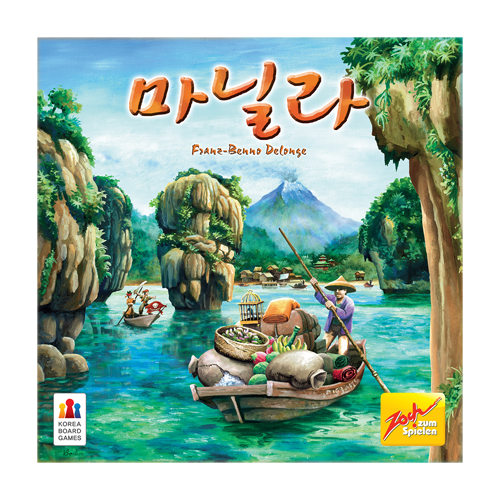 마닐라
Franz-Benno Delonge
KOREA
BOARD
GAMES
Zoch
zum
Spielen